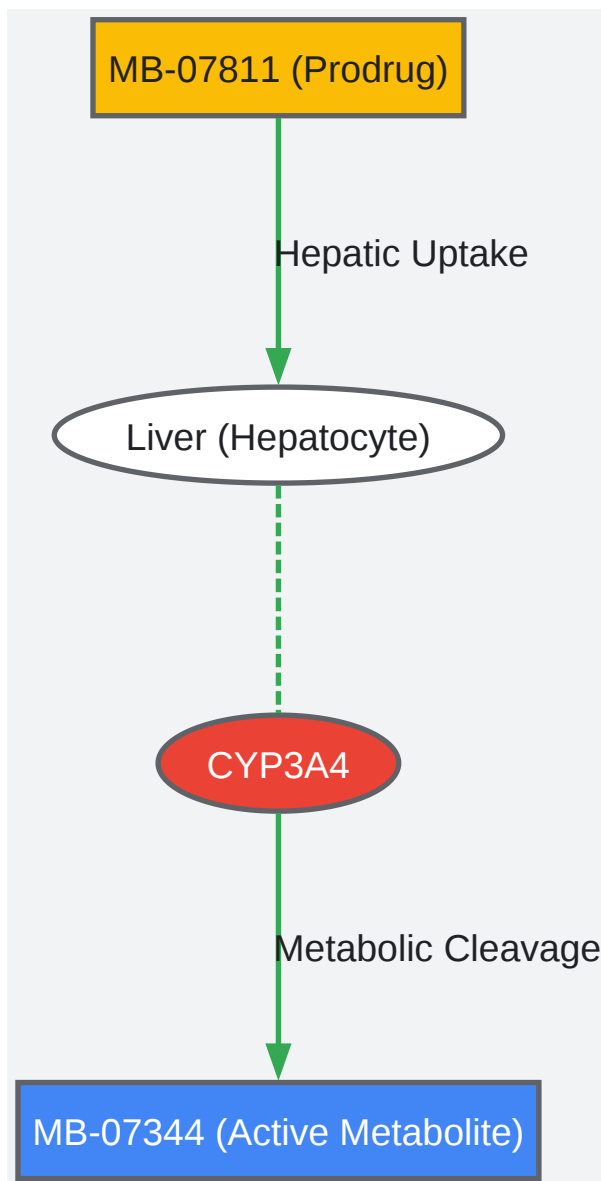 MB-07811 (Prodrug)
Hepatic Uptake
Liver (Hepatocyte)
CYP3A4
Metabolic Cleavage
MB-07344 (Active Metabolite)